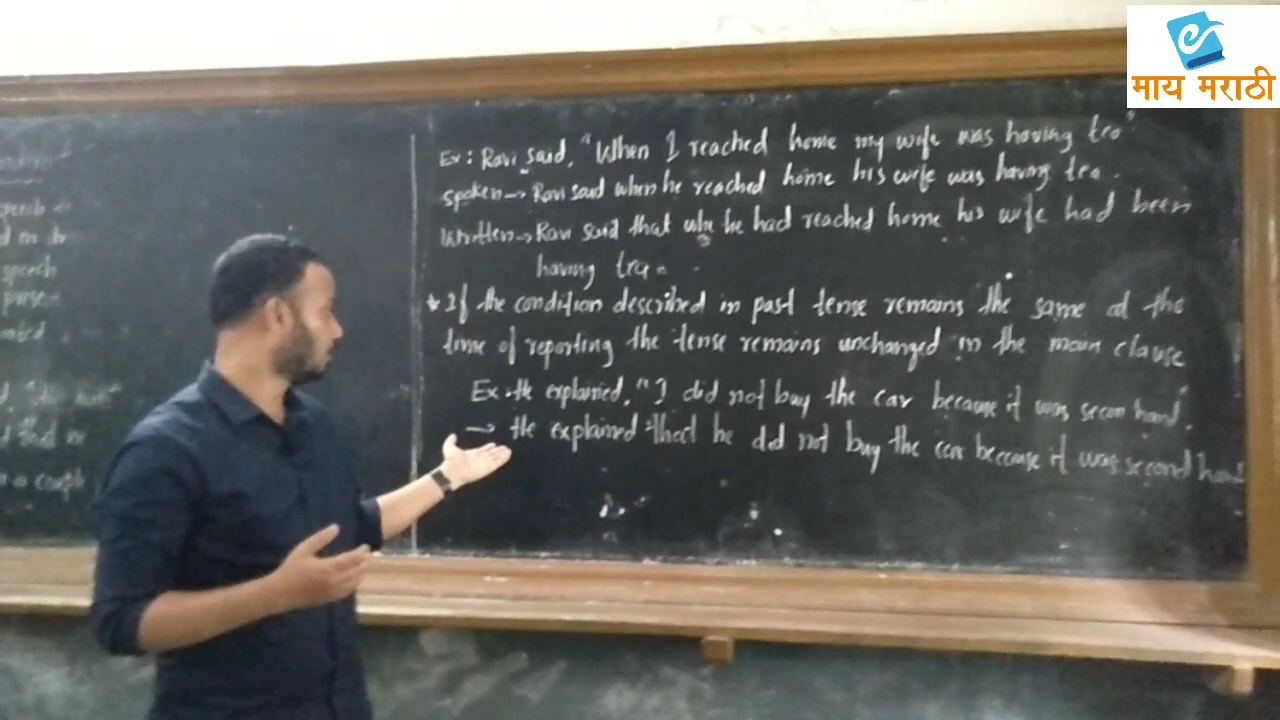 माय मराठी
speech
speech
Ex: Ravi said, "When I reached home my wife was having tea"
spoken → Ravi said when he reached home his wife was having tea.
Written → Ravi said that whe he had reached home his wife had been
having tea.
* If the condition described in past tense remains the same at the
time of reporting the tense remains unchanged in the main clause
Ex: He explained, "I did not buy the car because it was secon hand."
→ He explained that he did not buy the car because it was second hand